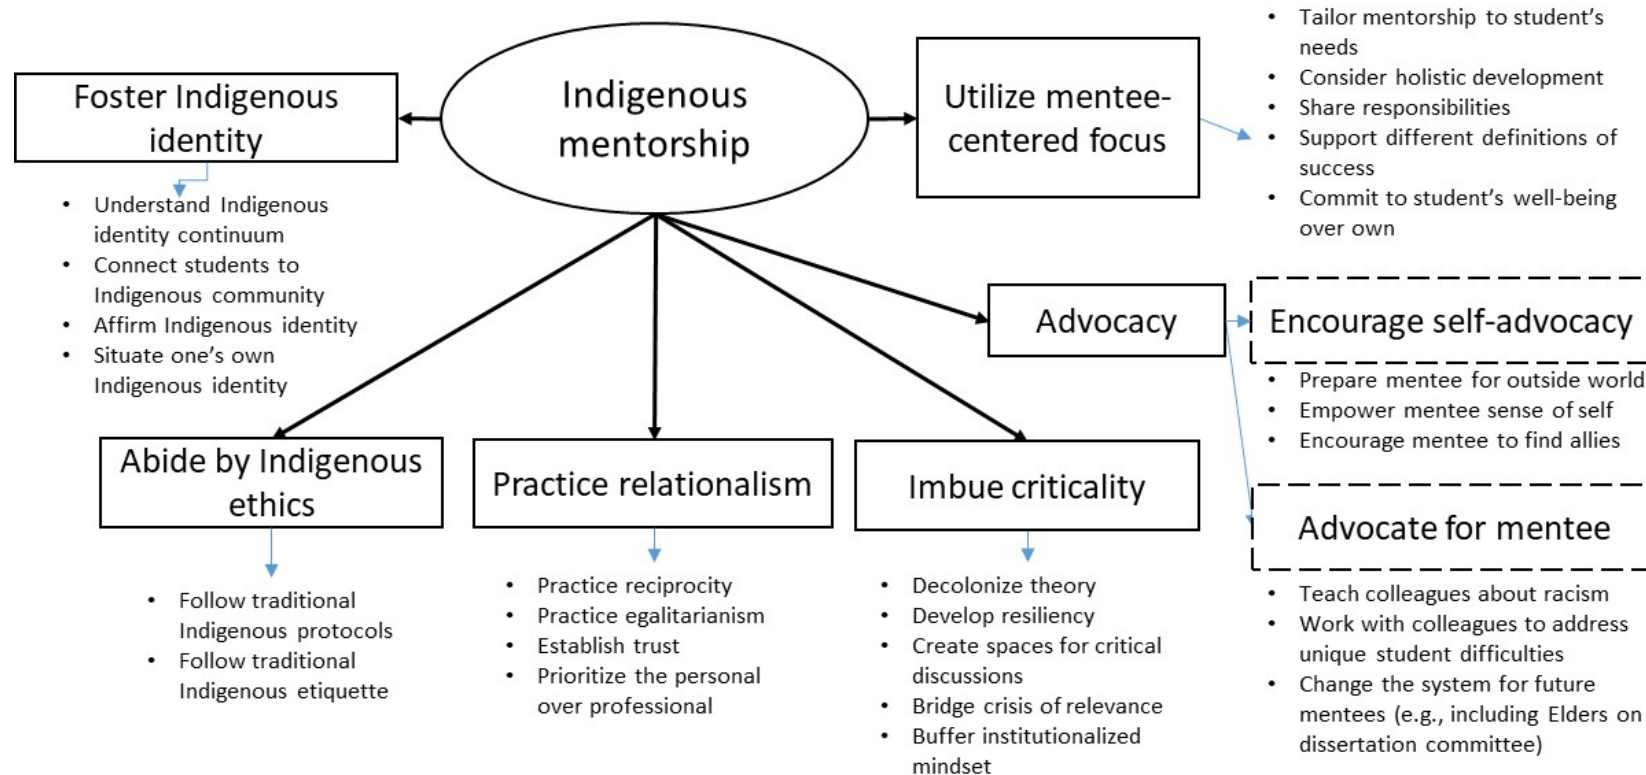 Indigenous
mentorship
Foster Indigenous
identity
• Understand Indigenous
identity continuum
• Connect students to
Indigenous community
• Affirm Indigenous identity
• Situate one's own
Indigenous identity
Utilize mentee-
centered focus
• Tailor mentorship to student's
needs
• Consider holistic development
• Share responsibilities
• Support different definitions of
success
• Commit to student's well-being
over own
Advocacy
Encourage self-advocacy
• Prepare mentee for outside world
• Empower mentee sense of self
• Encourage mentee to find allies
Advocate for mentee
• Teach colleagues about racism
• Work with colleagues to address
unique student difficulties
• Change the system for future
mentees (e.g., including Elders on
dissertation committee)
Abide by Indigenous
ethics
• Follow traditional
Indigenous protocols
• Follow traditional
Indigenous etiquette
Practice relationalism
• Practice reciprocity
• Practice egalitarianism
• Establish trust
• Prioritize the personal
over professional
Imbue criticality
• Decolonize theory
• Develop resiliency
• Create spaces for critical
discussions
• Bridge crisis of relevance
• Buffer institutionalized
mindset